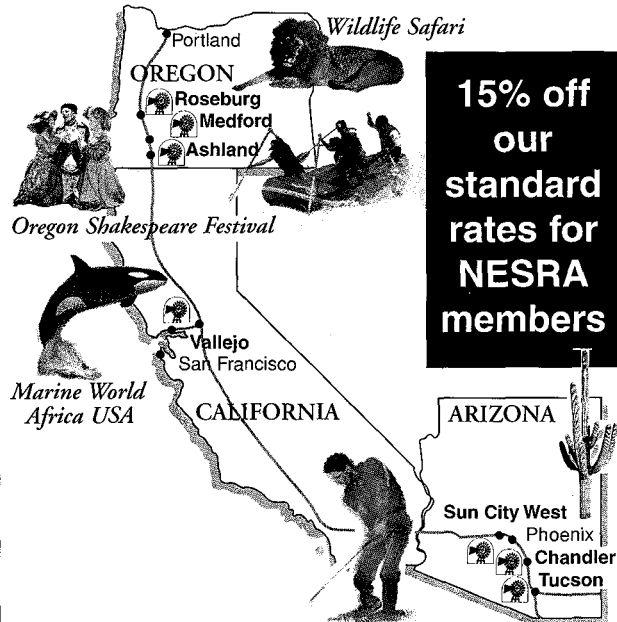 Portland
Wildlife Safari
OREGON
Roseburg
Medford
Ashland
15% off
our
standard
rates for
NESRA
members
Oregon Shakespeare Festival
Vallejo
San Francisco
Marine World
Africa USA
CALIFORNIA
ARIZONA
Sun City West
Phoenix
Chandler
Tucson